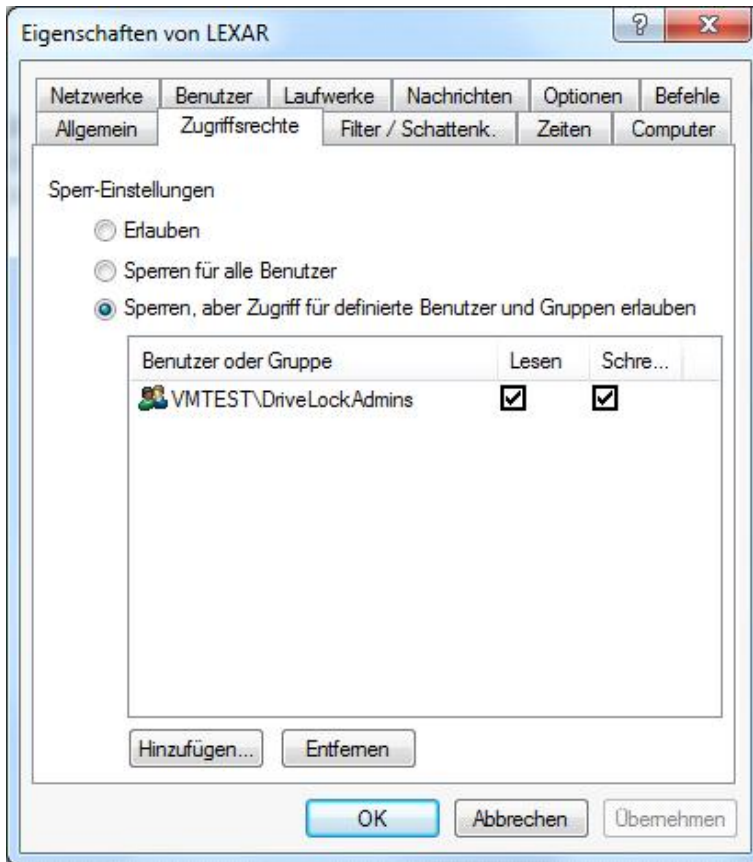 Eigenschaften von LEXAR
Netzwerke Benutzer Laufwerke Nachrichten Optionen Befehle
Allgemein Zugriffsrechte Filter / Schattenk. Zeiten Computer
Sperr-Einstellungen
Erlauben
Sperren für alle Benutzer
Sperren, aber Zugriff für definierte Benutzer und Gruppen erlauben
Benutzer oder Gruppe Lesen Schre...
VMTEST\DriveLockAdmins
Hinzufügen... Entfernen
OK Abbrechen Übernehmen